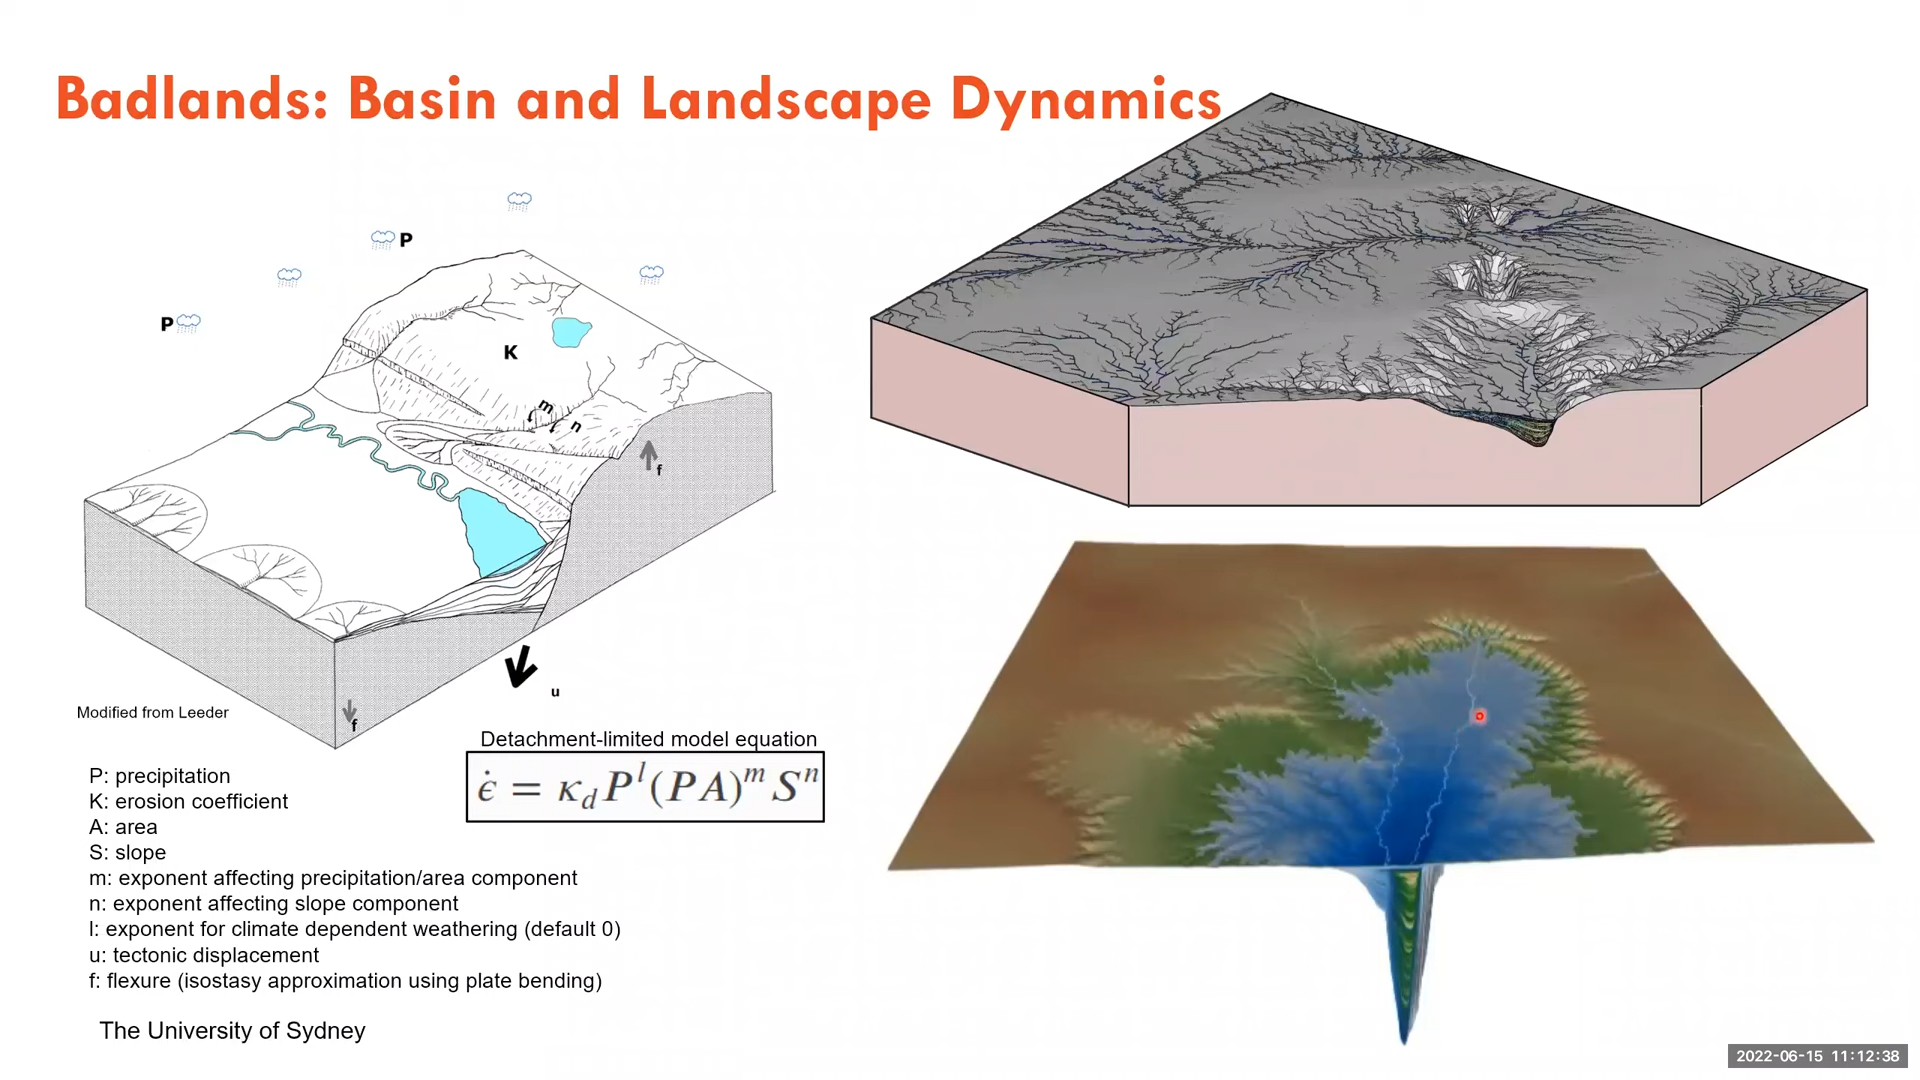 Badlands: Basin and Landscape Dynamics
P
P
K
m
n
f
u
f
Modified from Leeder
Detachment-limited model equation
ϵ̇ = κ_d P^l (PA)^m S^n
P: precipitation
K: erosion coefficient
A: area
S: slope
m: exponent affecting precipitation/area component
n: exponent affecting slope component
l: exponent for climate dependent weathering (default 0)
u: tectonic displacement
f: flexure (isostasy approximation using plate bending)
The University of Sydney
2022-06-15 11:12:38